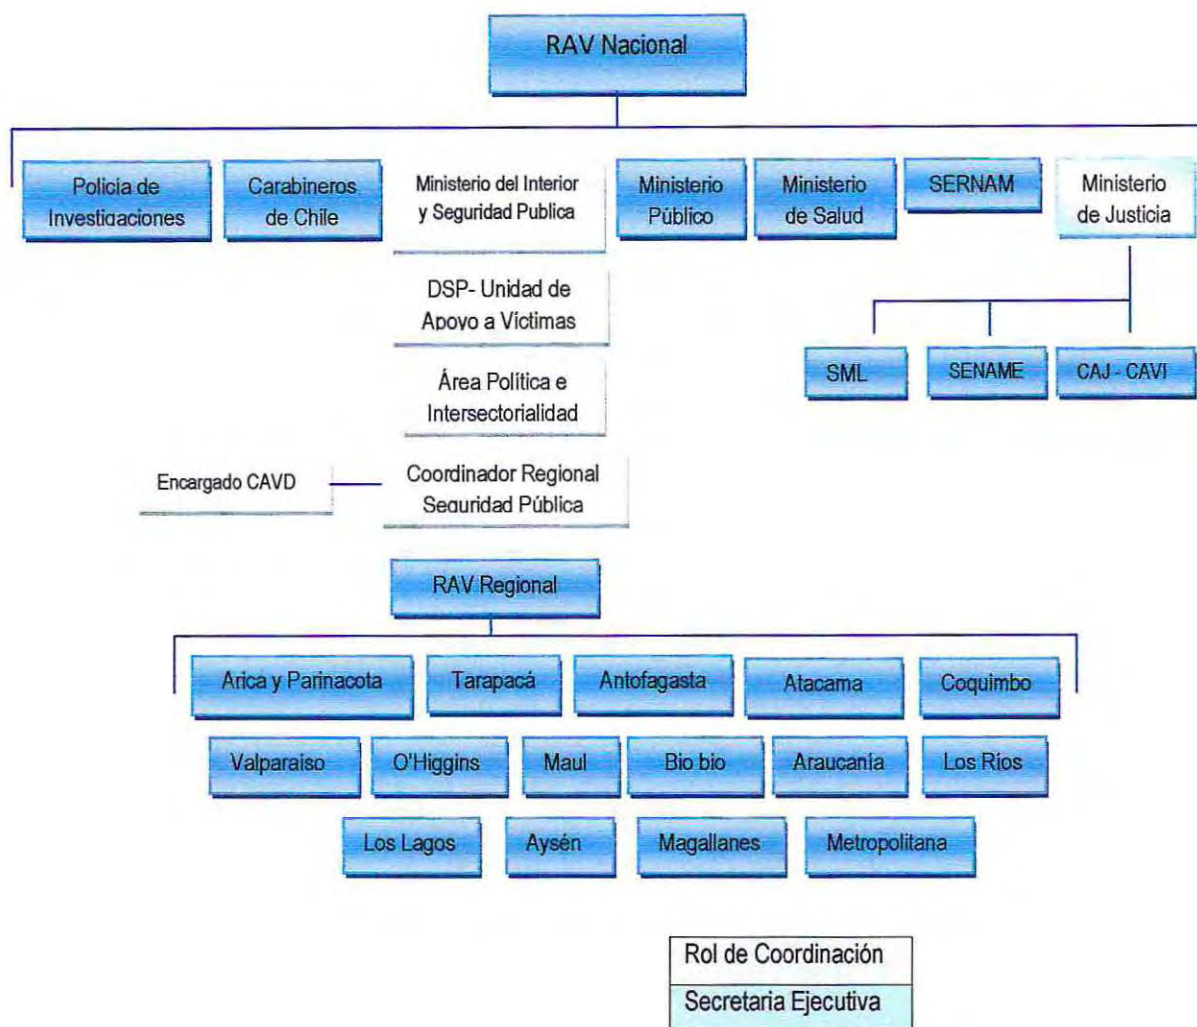 RAV Nacional
Policía de
Investigaciones
Carabineros
de Chile
Ministerio del Interior
y Seguridad Publica
Ministerio
Público
Ministerio
de Salud
SERNAM
Ministerio
de Justicia
DSP- Unidad de
Apoyo a Víctimas
SML
SENAME
CAJ - CAVI
Área Política e
Intersectorialidad
Encargado CAVD
Coordinador Regional
Seguridad Pública
RAV Regional
Arica y Parinacota
Tarapacá
Antofagasta
Atacama
Coquimbo
Valparaiso
O'Higgins
Maul
Bio bio
Araucanía
Los Ríos
Los Lagos
Aysén
Magallanes
Metropolitana
Rol de Coordinación
Secretaria Ejecutiva